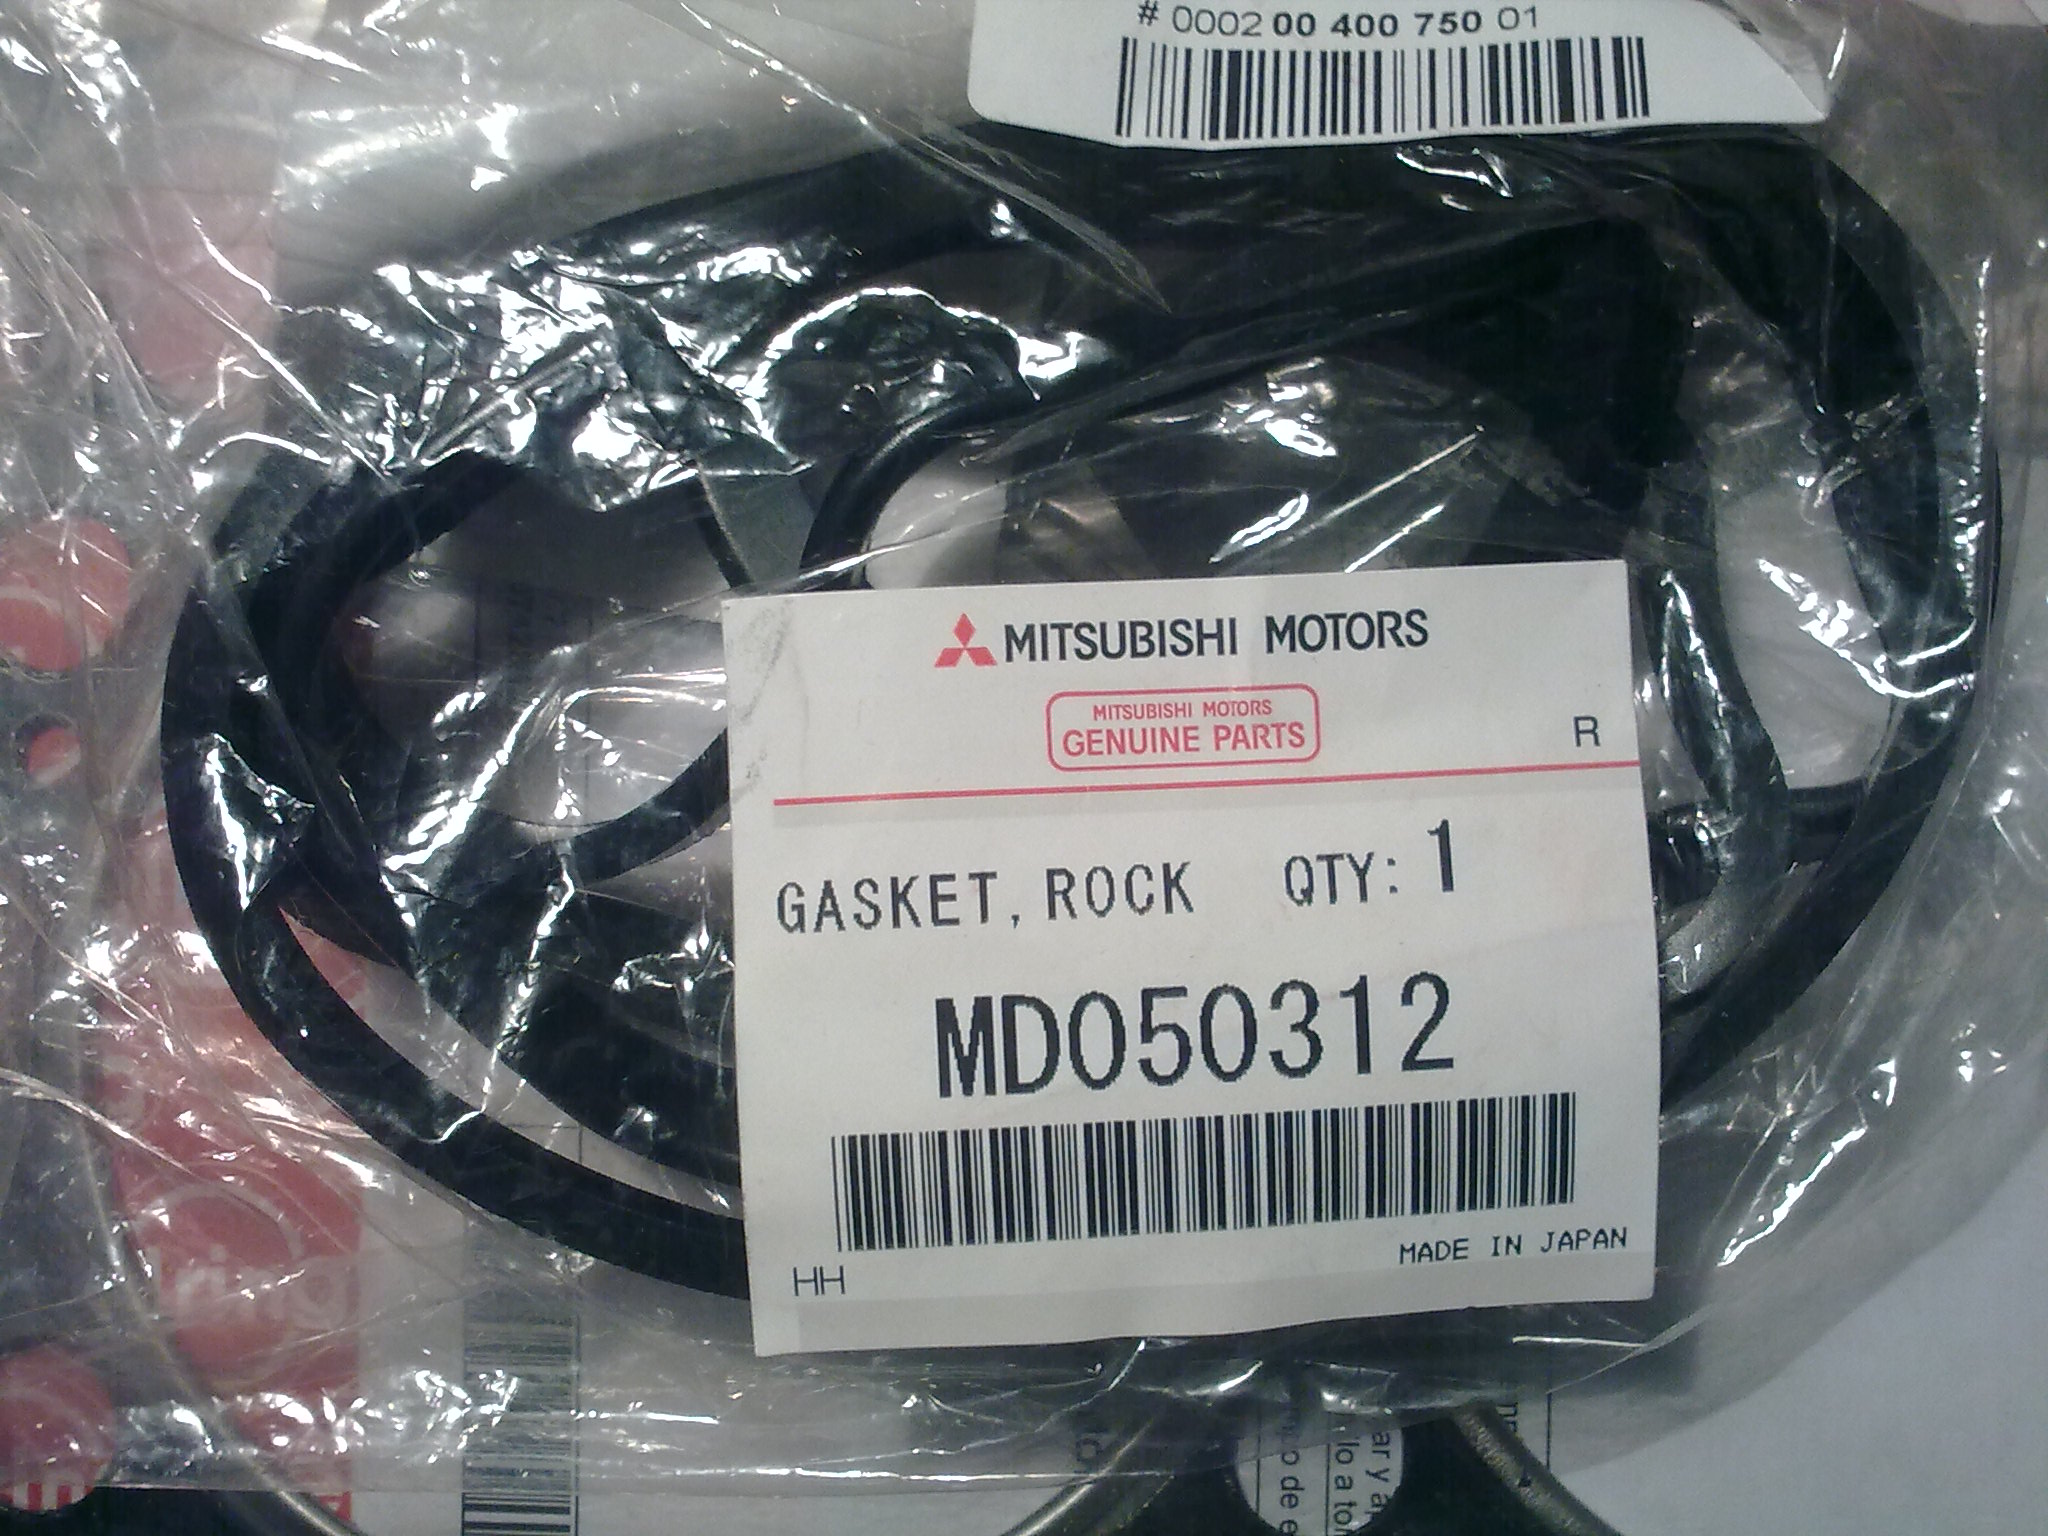 # 0002 00 400 750 01
MITSUBISHI MOTORS
MITSUBISHI MOTORS
GENUINE PARTS
R
GASKET, ROCK QTY: 1
MD050312
HH
MADE IN JAPAN
lring